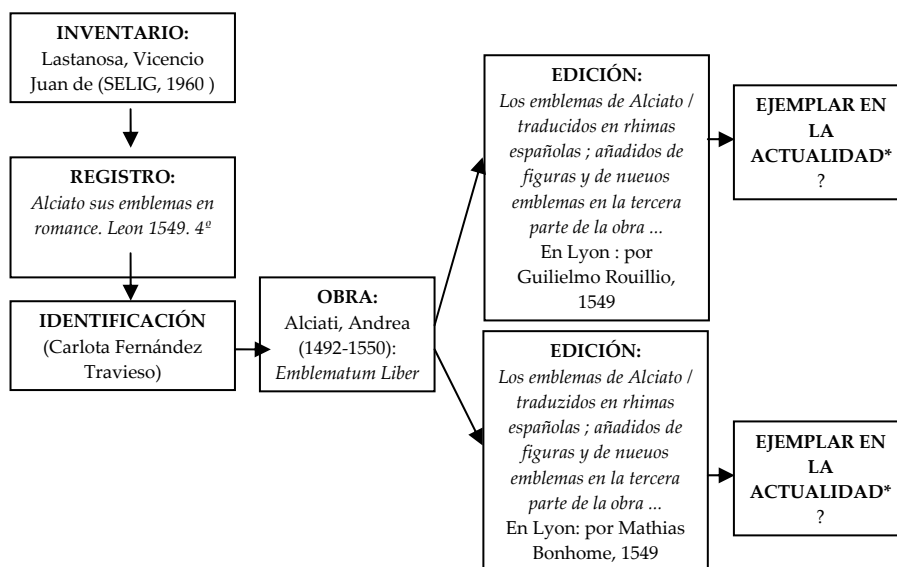 INVENTARIO:
Lastanosa, Vicencio
Juan de (SELIG, 1960 )
REGISTRO:
Alciato sus emblemas en
romance. Leon 1549. 4º
IDENTIFICACIÓN
(Carlota Fernández
Travieso)
OBRA:
Alciati, Andrea
(1492-1550):
Emblematum Liber
EDICIÓN:
Los emblemas de Alciato /
traducidos en rhimas
españolas ; añadidos de
figuras y de nueuos
emblemas en la tercera
parte de la obra ...
En Lyon : por
Guilielmo Rouillio,
1549
EJEMPLAR EN
LA
ACTUALIDAD*
?
EDICIÓN:
Los emblemas de Alciato /
traduzidos en rhimas
españolas ; añadidos de
figuras y de nueuos
emblemas en la tercera
parte de la obra ...
En Lyon: por Mathias
Bonhome, 1549
EJEMPLAR EN
LA
ACTUALIDAD*
?